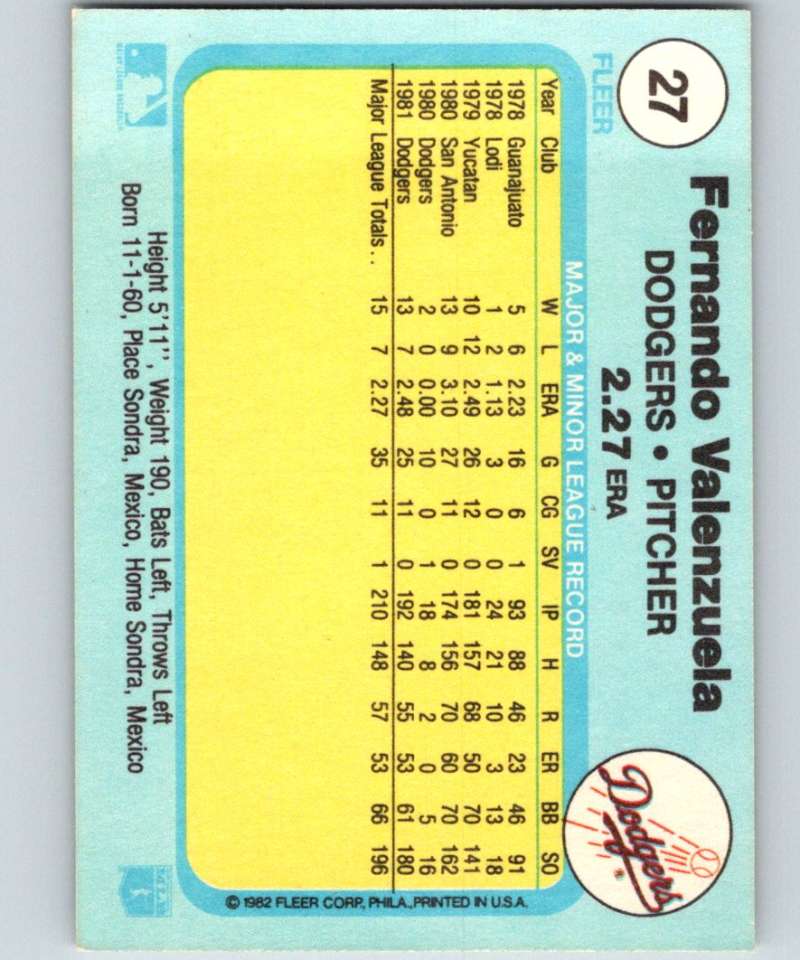 27
FLEER
Fernando Valenzuela
DODGERS • PITCHER
2.27 ERA
Dodgers
MAJOR & MINOR LEAGUE RECORD
Year Club W L ERA G CG SV IP H R ER BB SO
1978 Guanajuato 5 6 2.23 16 6 1 93 88 46 23 46 91
1978 Lodi 1 2 1.13 3 0 0 24 21 10 3 13 18
1979 Yucatan 10 12 2.49 26 12 0 181 157 68 50 70 141
1980 San Antonio 13 9 3.10 27 11 0 174 156 70 60 70 162
1980 Dodgers 2 0 0.00 10 0 1 18 8 2 0 5 16
1981 Dodgers 13 7 2.48 25 11 0 192 140 55 53 61 180
Major League Totals . . 15 7 2.27 35 11 1 210 148 57 53 66 196
© 1982 FLEER CORP., PHILA., PRINTED IN U.S.A.
Height 5'11", Weight 190, Bats Left, Throws Left
Born 11-1-60, Place Sondra, Mexico, Home Sondra, Mexico